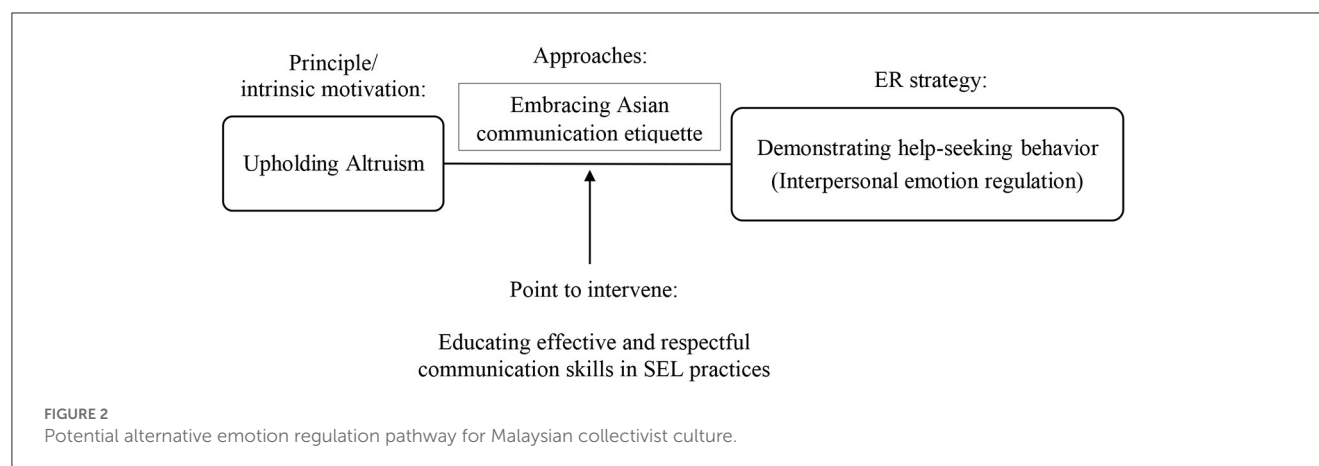 Principle/
intrinsic motivation:
Upholding Altruism
Approaches:
Embracing Asian
communication etiquette
ER strategy:
Demonstrating help-seeking behavior
(Interpersonal emotion regulation)
Point to intervene:
Educating effective and respectful
communication skills in SEL practices
FIGURE 2
Potential alternative emotion regulation pathway for Malaysian collectivist culture.